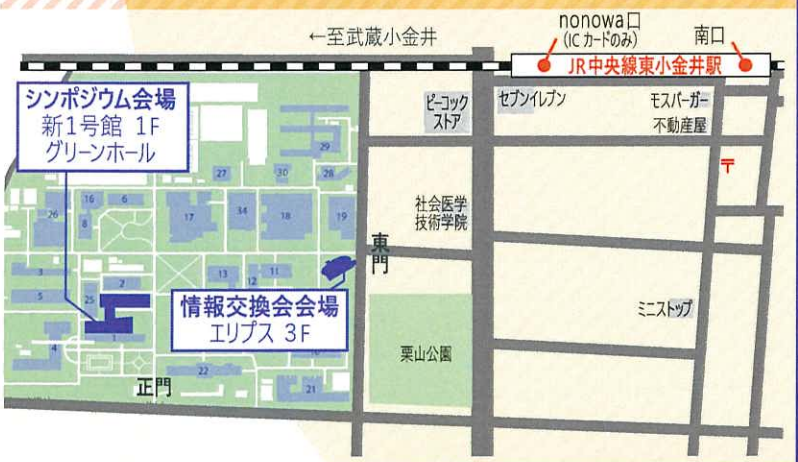 ←至武蔵小金井
nonowa口
(ICカードのみ)
南口
JR中央線東小金井駅
シンポジウム会場
新1号館 1F
グリーンホール
ピーコック
ストア
セブンイレブン
モスバーガー
不動産屋
〒
29
27
30
28
16
6
26
8
17
34
18
19
社会医学
技術学院
東
門
3
2
13
12
11
5
25
情報交換会会場
エリプス 3F
ミニストップ
1
4
10
栗山公園
22
正門
21